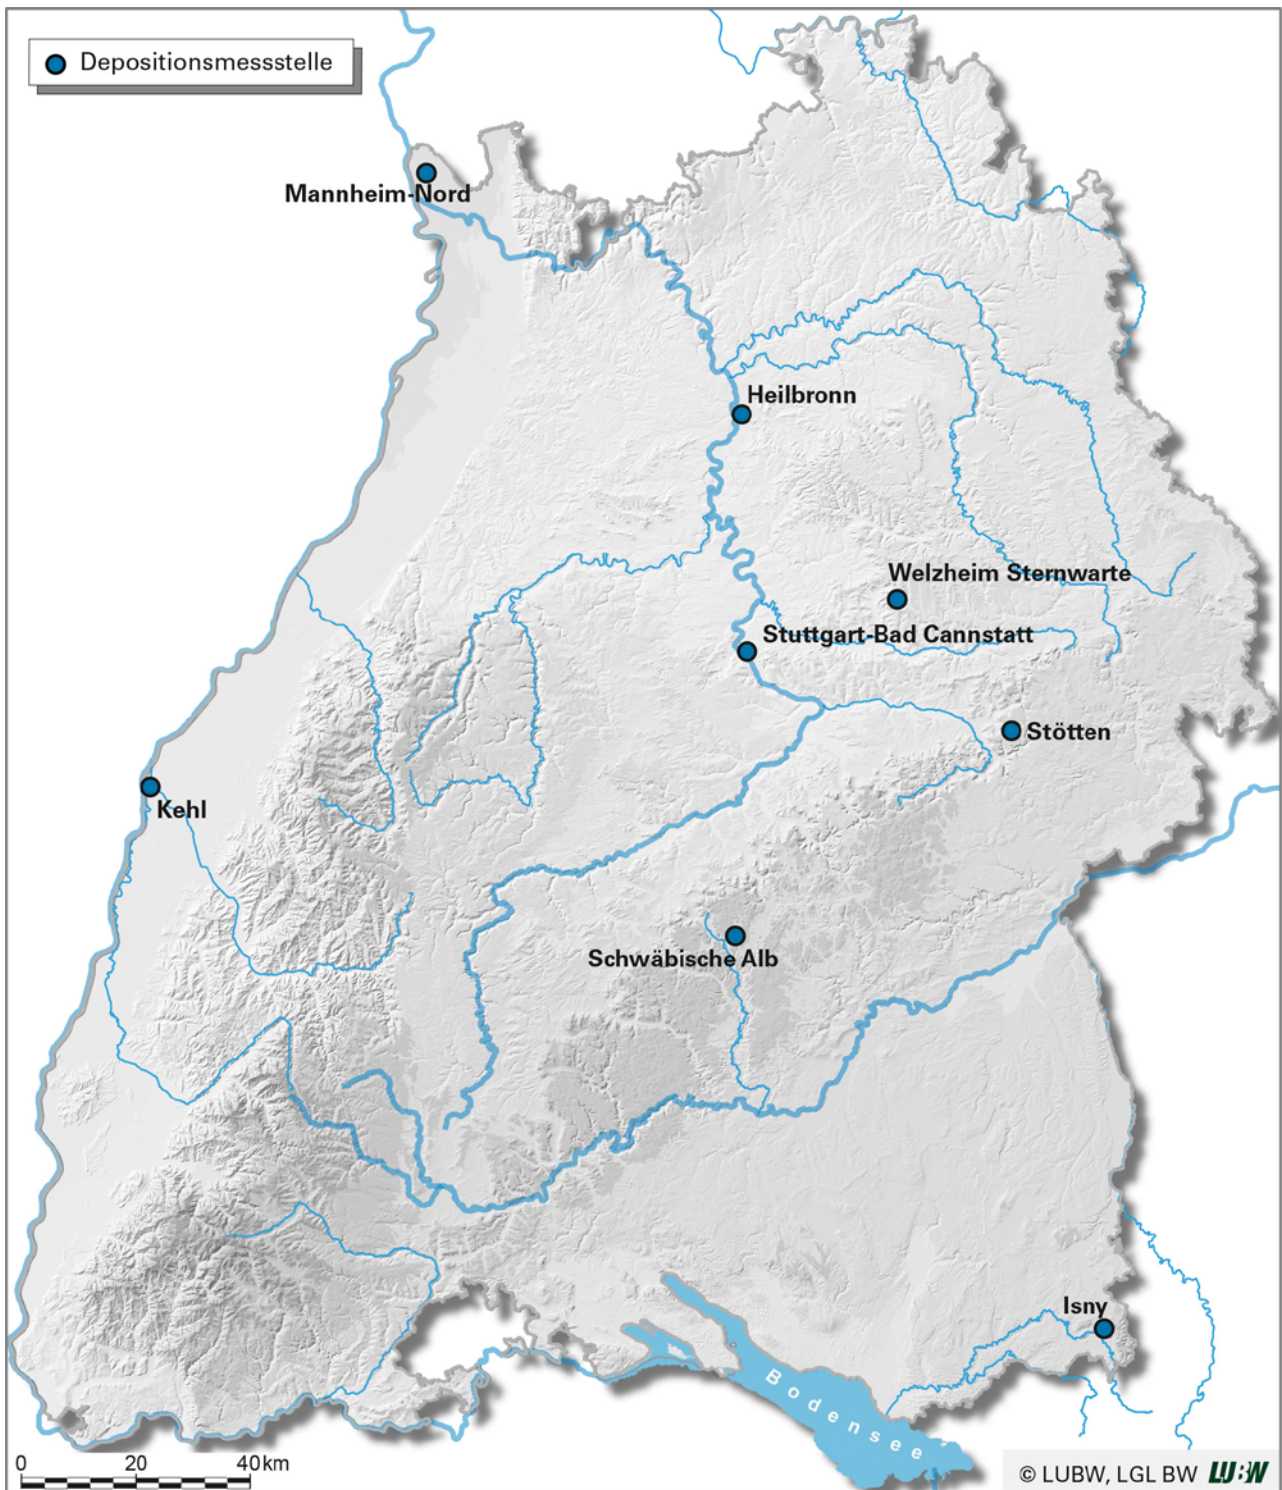 Depositionsmessstelle
Mannheim-Nord
Heilbronn
Welzheim Sternwarte
Stuttgart-Bad Cannstatt
Stötten
Kehl
Schwäbische Alb
Isny
Bodensee
0 20 40 km
© LUBW, LGL BW LUBW